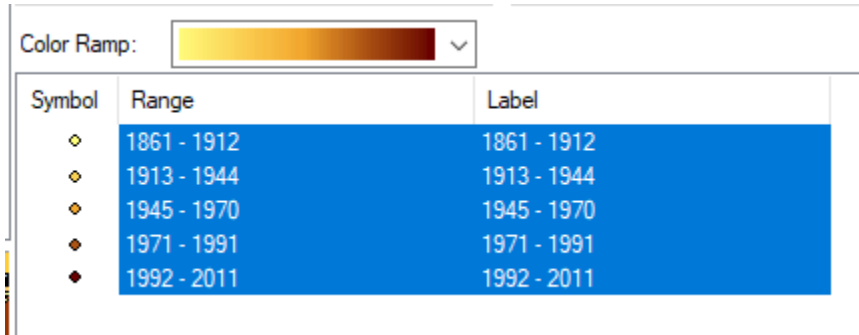 Color Ramp:
Symbol Range Label
1861 - 1912 1861 - 1912
1913 - 1944 1913 - 1944
1945 - 1970 1945 - 1970
1971 - 1991 1971 - 1991
1992 - 2011 1992 - 2011